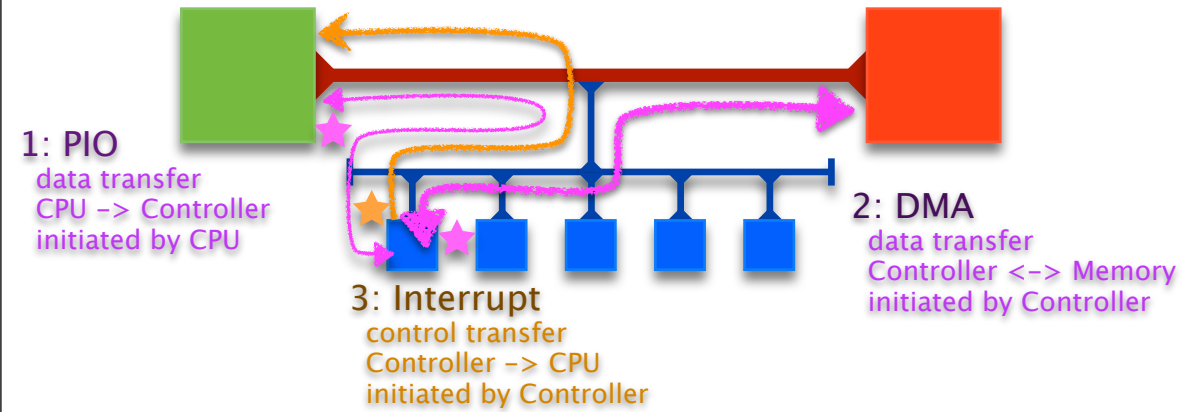 1: PIO
data transfer
CPU -> Controller
initiated by CPU
2: DMA
data transfer
Controller <-> Memory
initiated by Controller
3: Interrupt
control transfer
Controller -> CPU
initiated by Controller